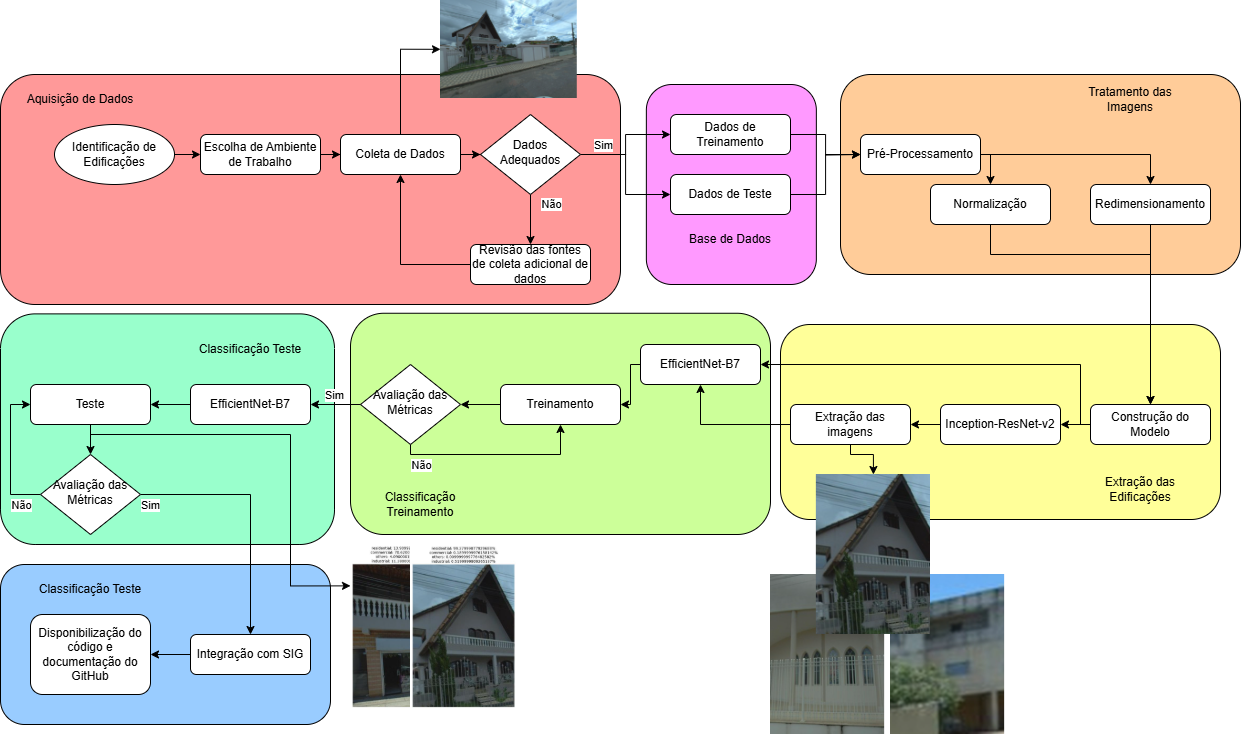 Aquisição de Dados
Identificação de
Edificações
Escolha de Ambiente
de Trabalho
Coleta de Dados
Dados
Adequados
Sim
Não
Revisão das fontes
de coleta adicional de
dados
Dados de
Treinamento
Dados de Teste
Base de Dados
Tratamento das
Imagens
Pré-Processamento
Normalização
Redimensionamento
Construção do
Modelo
Inception-ResNet-v2
Extração das
imagens
Extração das
Edificações
EfficientNet-B7
Treinamento
Avaliação das
Métricas
Não
Sim
Classificação
Treinamento
Classificação Teste
EfficientNet-B7
Teste
Avaliação das
Métricas
Não
Sim
Classificação Teste
Integração com SIG
Disponibilização do
código e
documentação do
GitHub